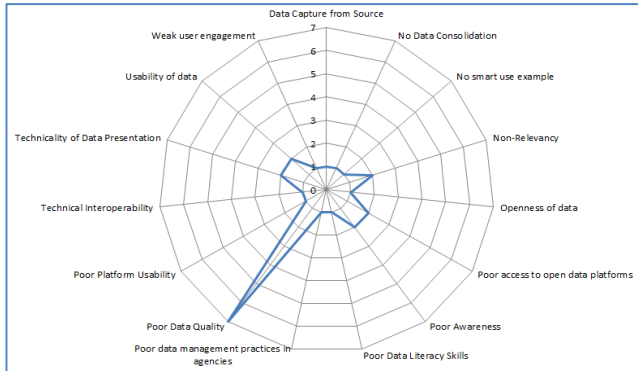 Data Capture from Source
Weak user engagement
No Data Consolidation
Usability of data
No smart use example
Technicality of Data Presentation
Non-Relevancy
Technical Interoperability
Openness of data
Poor Platform Usability
Poor access to open data platforms
Poor Data Quality
Poor Awareness
Poor data management practices in
agencies
Poor Data Literacy Skills
7
6
5
4
3
2
1
0